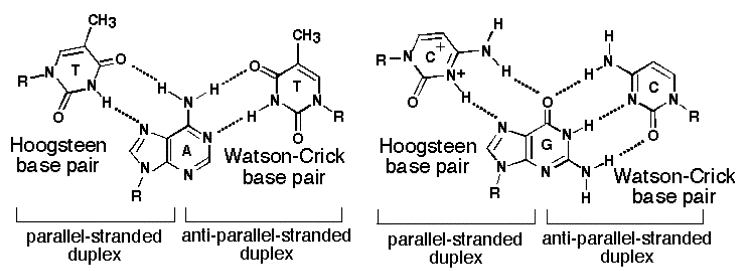 CH₃
CH₃
H
H
T
O
H
H
O
T
N
H
N
R
N
O
N
H
H
O
N
R
N
A
N
Hoogsteen
base pair
N
N
R
Watson-Crick
base pair
parallel-stranded
duplex
anti-parallel-stranded
duplex
R
N
C+
N
H
N+
O
H
H
N
O
H
N
C
N
R
N
G
N
H
O
Hoogsteen
base pair
N
N
N
H
R
H
Watson-Crick
base pair
parallel-stranded
duplex
anti-parallel-stranded
duplex